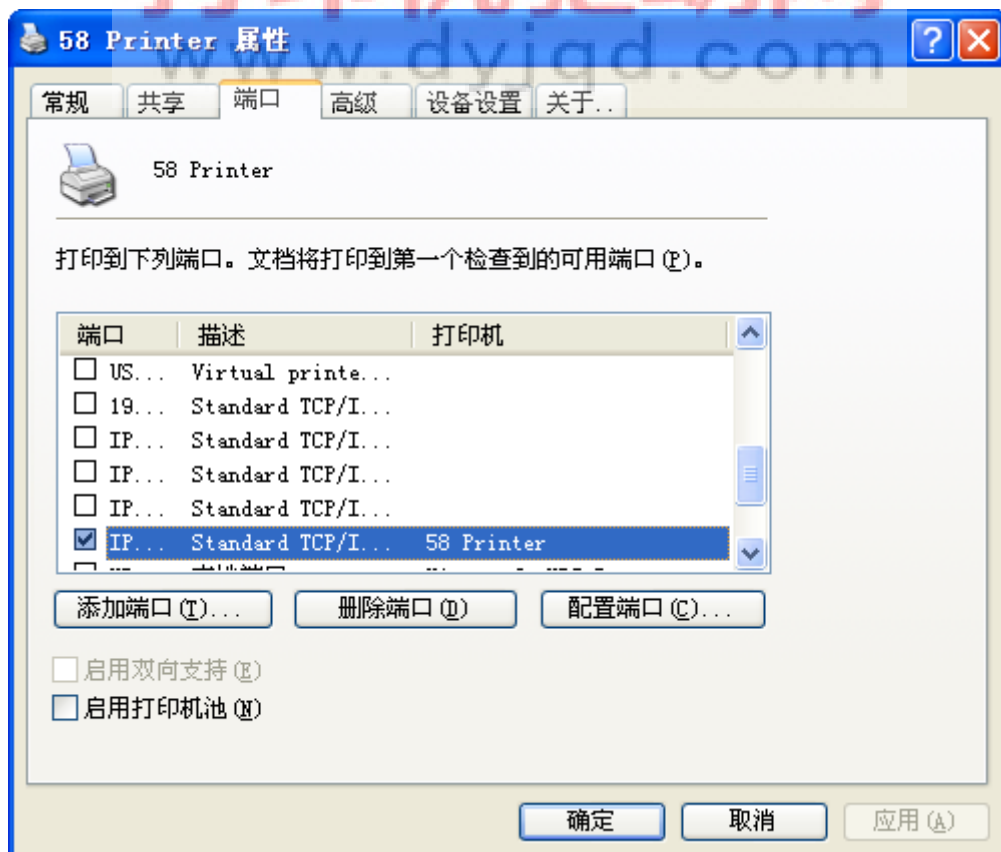 www.dyjqd.com
58 Printer 属性
常规 共享 端口 高级 设备设置 关于..
58 Printer
打印到下列端口。文档将打印到第一个检查到的可用端口(P)。
端口 描述 打印机
US... Virtual printe...
19... Standard TCP/I...
IP... Standard TCP/I...
IP... Standard TCP/I...
IP... Standard TCP/I...
IP... Standard TCP/I... 58 Printer
添加端口(T)... 删除端口(D) 配置端口(C)...
启用双向支持(E)
启用打印机池(N)
确定 取消 应用(A)